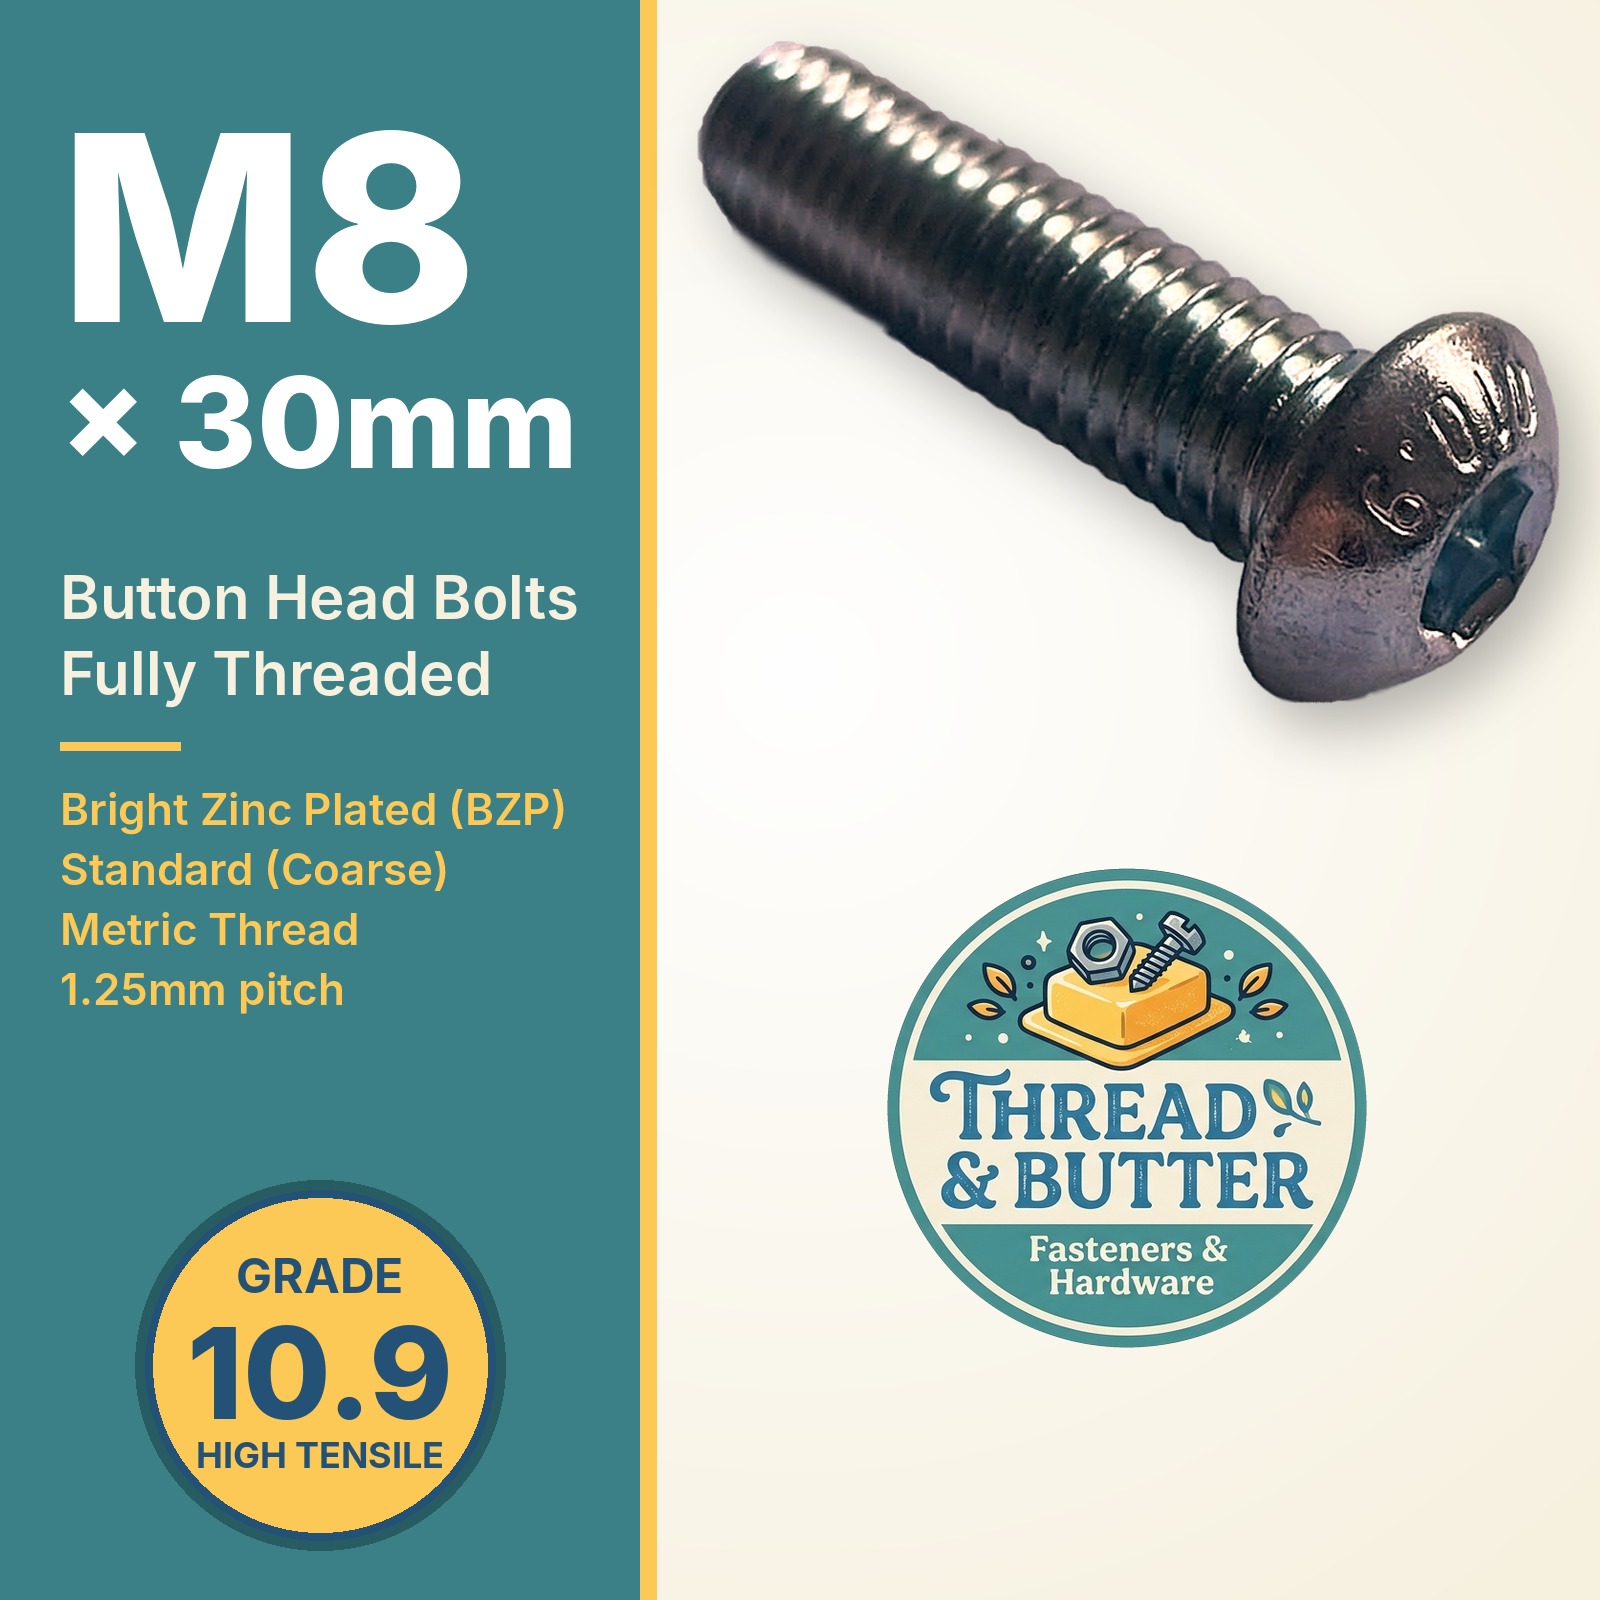 M8
× 30mm
Button Head Bolts
Fully Threaded
Bright Zinc Plated (BZP)
Standard (Coarse)
Metric Thread
1.25mm pitch
GRADE
10.9
HIGH TENSILE
THREAD
& BUTTER
Fasteners &
Hardware